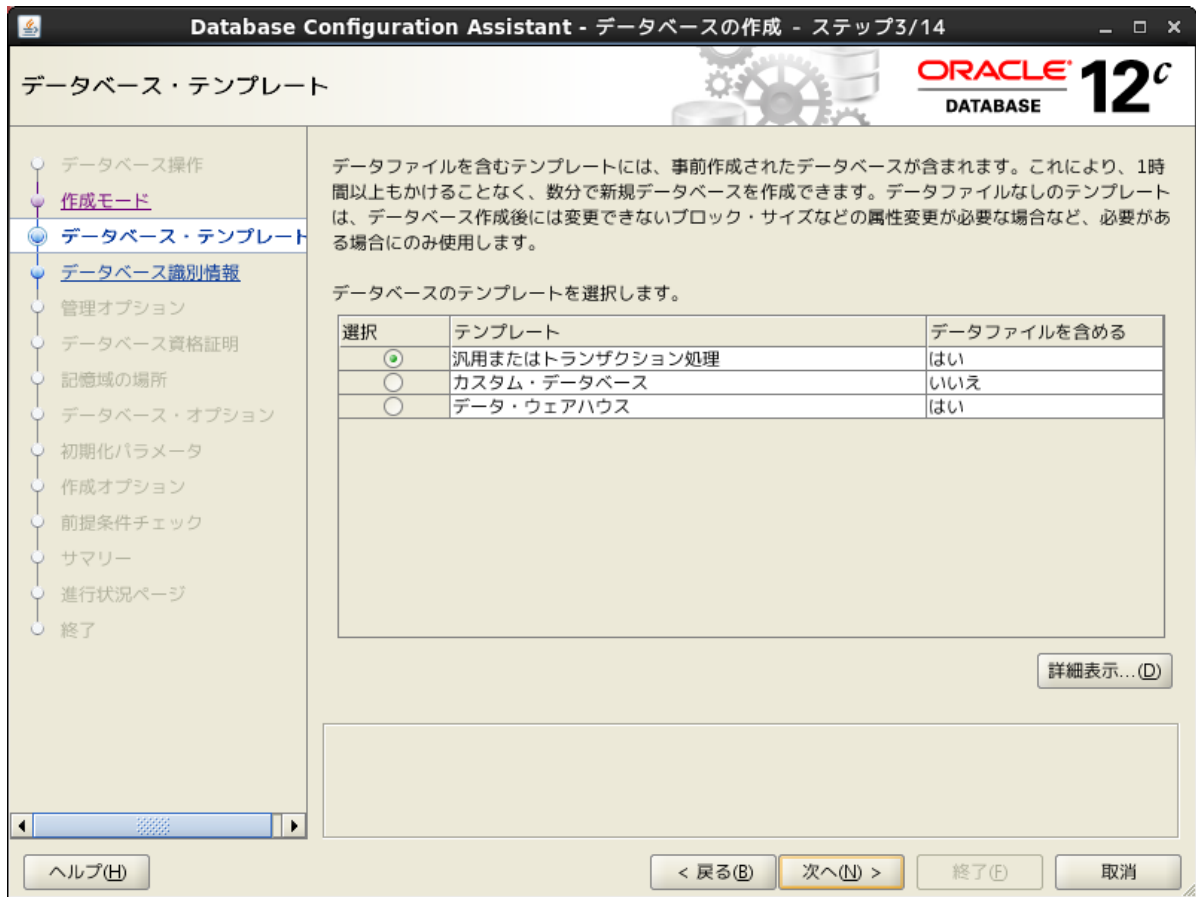 Database Configuration Assistant - データベースの作成 - ステップ3/14
データベース・テンプレート
ORACLE
DATABASE
12c
データベース操作
作成モード
データベース・テンプレート
データベース識別情報
管理オプション
データベース資格証明
記憶域の場所
データベース・オプション
初期化パラメータ
作成オプション
前提条件チェック
サマリー
進行状況ページ
終了
データファイルを含むテンプレートには、事前作成されたデータベースが含まれます。これにより、1時
間以上もかけることなく、数分で新規データベースを作成できます。データファイルなしのテンプレート
は、データベース作成後には変更できないブロック・サイズなどの属性変更が必要な場合など、必要があ
る場合にのみ使用します。
データベースのテンプレートを選択します。
選択 テンプレート データファイルを含める
汎用またはトランザクション処理 はい
カスタム・データベース いいえ
データ・ウェアハウス はい
詳細表示...(D)
ヘルプ(H) < 戻る(B) 次へ(N) > 終了(F) 取消